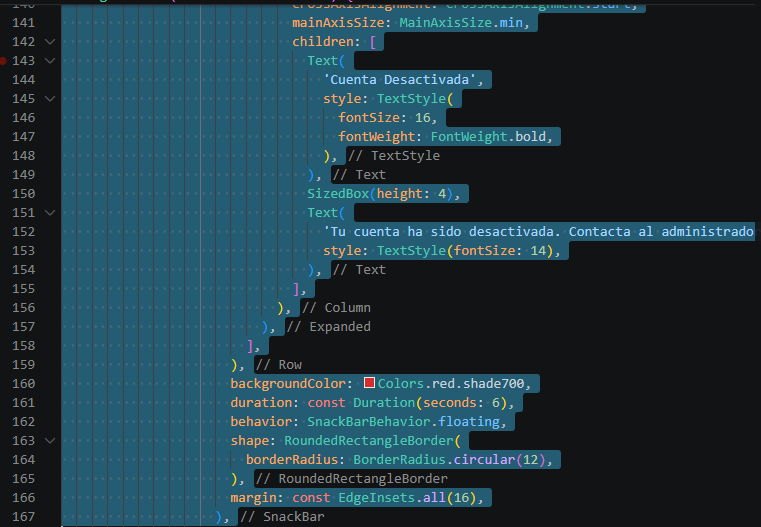 140 crossAxisAlignment: CrossAxisAlignment.start,
141 mainAxisSize: MainAxisSize.min,
142 children: [
143 Text(
144 'Cuenta Desactivada',
145 style: TextStyle(
146 fontSize: 16,
147 fontWeight: FontWeight.bold,
148 ), // TextStyle
149 ), // Text
150 SizedBox(height: 4),
151 Text(
152 'Tu cuenta ha sido desactivada. Contacta al administrado
153 style: TextStyle(fontSize: 14),
154 ), // Text
155 ],
156 ), // Column
157 ), // Expanded
158 ],
159 ), // Row
160 backgroundColor: Colors.red.shade700,
161 duration: const Duration(seconds: 6),
162 behavior: SnackBarBehavior.floating,
163 shape: RoundedRectangleBorder(
164 borderRadius: BorderRadius.circular(12),
165 ), // RoundedRectangleBorder
166 margin: const EdgeInsets.all(16),
167 ), // SnackBar